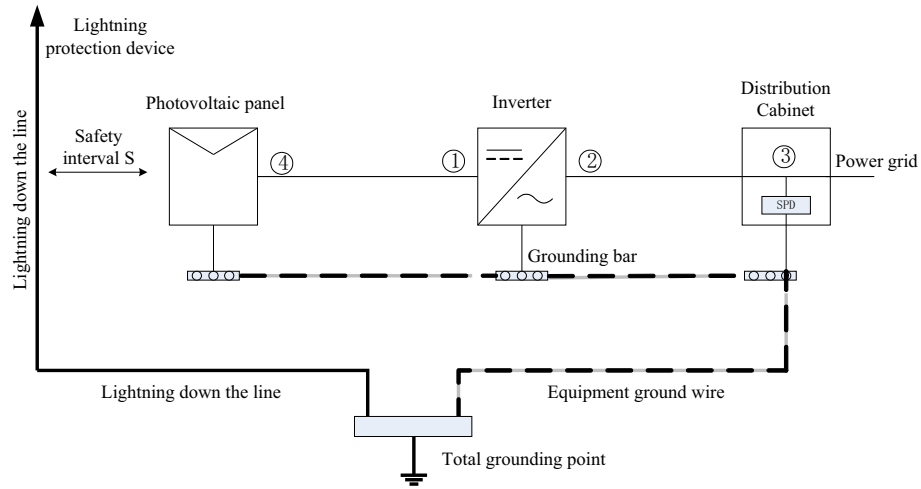 Lightning
protection device
Photovoltaic panel
Inverter
Distribution
Cabinet
Safety
interval S
④
①
②
③
Power grid
SPD
Lightning down the line
Grounding bar
Lightning down the line
Equipment ground wire
Total grounding point